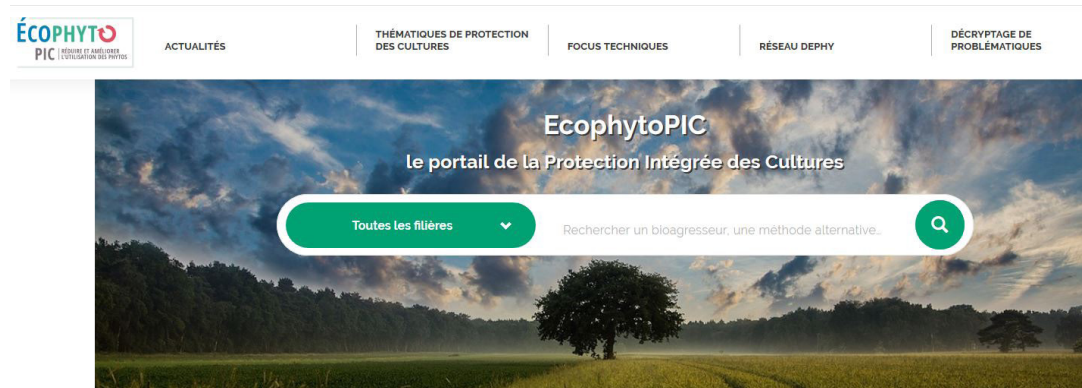 ÉCOPHYTO
PIC RÉDUIRE ET AMÉLIORER
L'UTILISATION DES PHYTOS
ACTUALITÉS
THÉMATIQUES DE PROTECTION
DES CULTURES
FOCUS TECHNIQUES
RÉSEAU DEPHY
DÉCRYPTAGE DE
PROBLÉMATIQUES
EcophytoPIC
le portail de la Protection Intégrée des Cultures
Toutes les filières
Rechercher un bioagresseur, une méthode alternative..